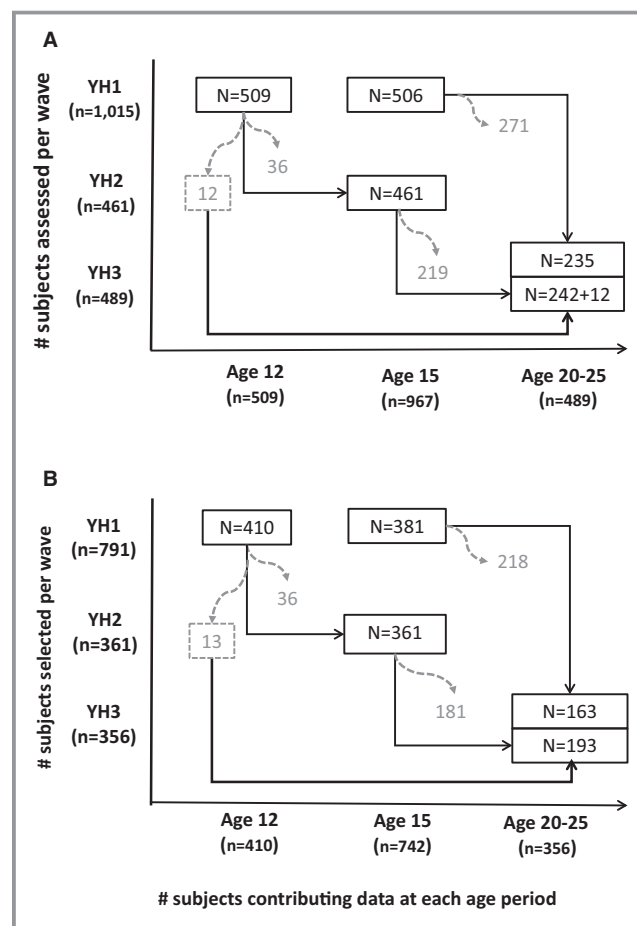 A
# subjects assessed per wave
YH1
(n=1,015)
N=509
N=506
271
36
YH2
(n=461)
12
N=461
219
YH3
(n=489)
N=235
N=242+12
Age 12
(n=509)
Age 15
(n=967)
Age 20-25
(n=489)
B
# subjects selected per wave
YH1
(n=791)
N=410
N=381
218
36
YH2
(n=361)
13
N=361
181
YH3
(n=356)
N=163
N=193
Age 12
(n=410)
Age 15
(n=742)
Age 20-25
(n=356)
# subjects contributing data at each age period